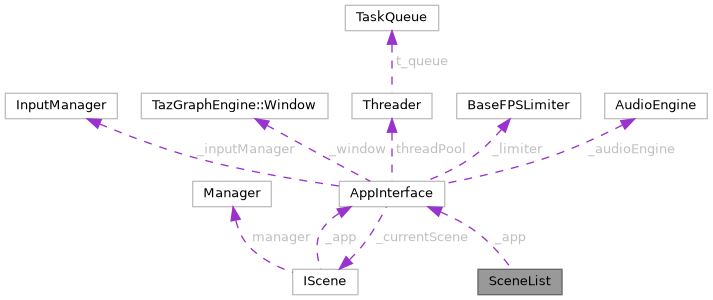 TaskQueue
t_queue
InputManager
TazGraphEngine::Window
Threader
BaseFPSLimiter
AudioEngine
_inputManager
_window
threadPool
_limiter
_audioEngine
Manager
AppInterface
manager
_app
_currentScene
_app
IScene
SceneList